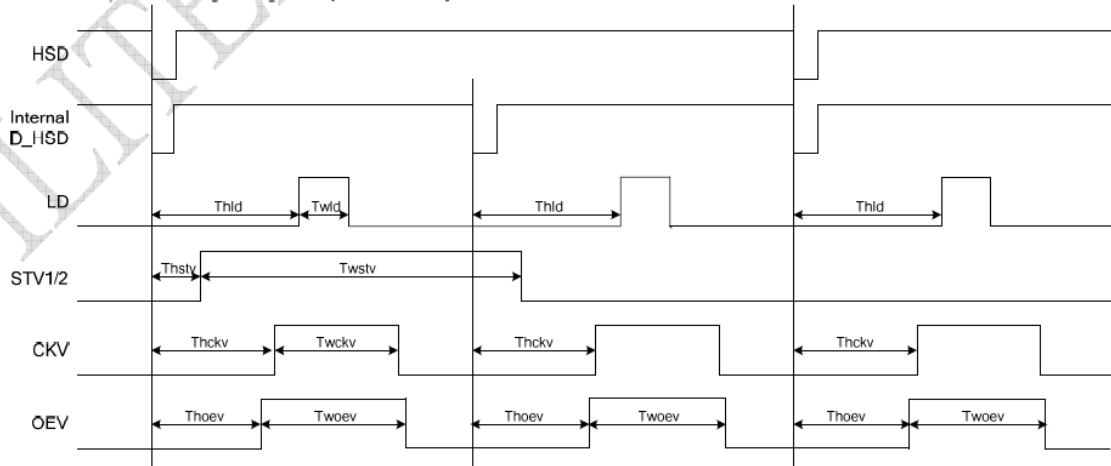 HSD
Internal
D_HSD
LD
Thld
Twld
Thld
Thld
STV1/2
Thstv
Twstv
CKV
Thckv
Twckv
Thckv
Thckv
OEV
Thoev
Twoev
Thoev
Twoev
Thoev
Twoev